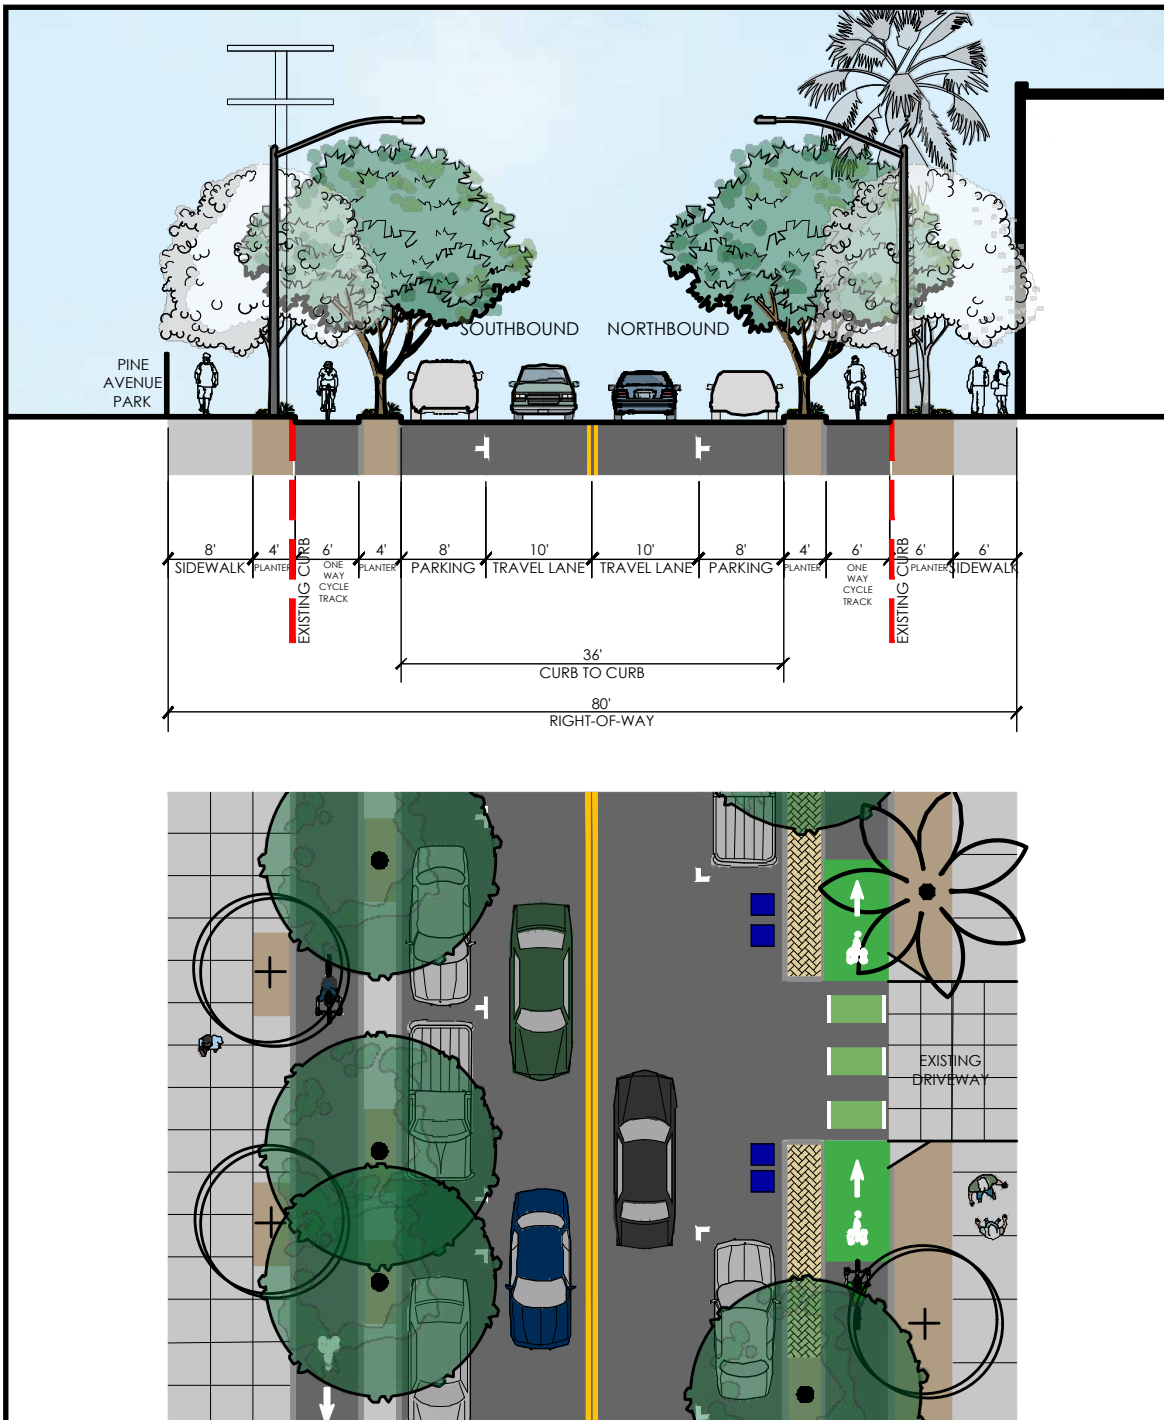 SOUTHBOUND
NORTHBOUND
PINE
AVENUE
PARK
8'
4'
6'
4'
8'
10'
10'
8'
4'
6'
6'
6'
SIDEWALK
PLANTER
EXISTING CURB
ONE
WAY
CYCLE
TRACK
PLANTER
PARKING
TRAVEL LANE
TRAVEL LANE
PARKING
PLANTER
ONE
WAY
CYCLE
TRACK
EXISTING CURB
PLANTER
SIDEWALK
36'
CURB TO CURB
80'
RIGHT-OF-WAY
EXISTING
DRIVEWAY